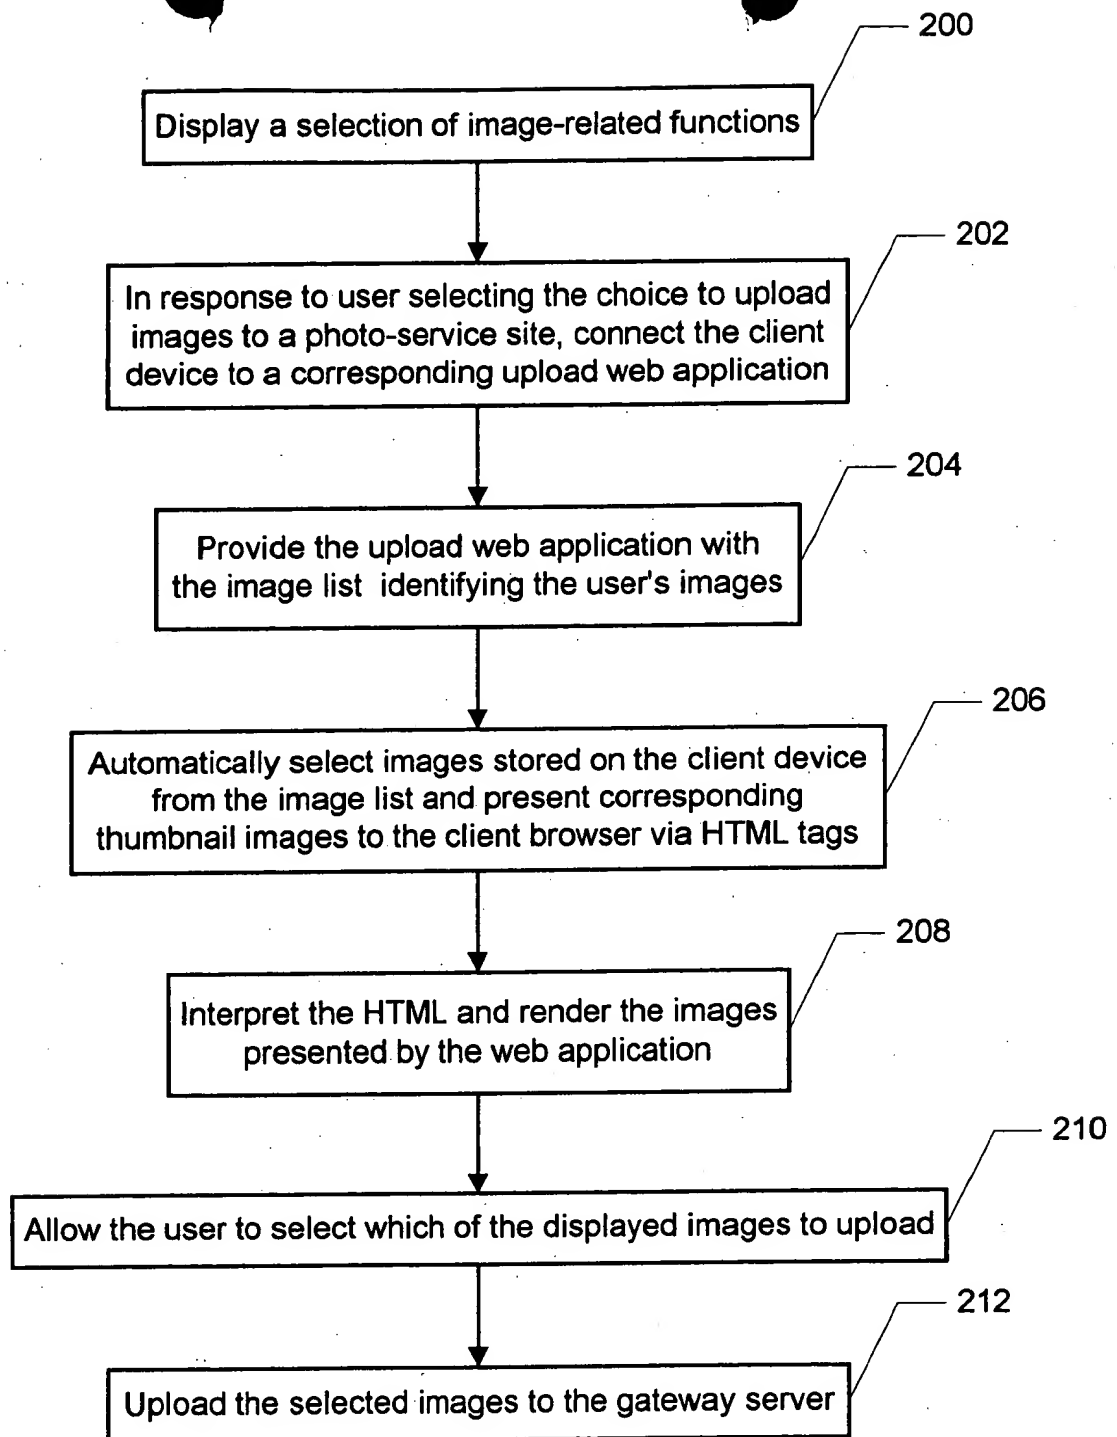 200
Display a selection of image-related functions
202
In response to user selecting the choice to upload
images to a photo-service site, connect the client
device to a corresponding upload web application
204
Provide the upload web application with
the image list identifying the user's images
206
Automatically select images stored on the client device
from the image list and present corresponding
thumbnail images to the client browser via HTML tags
208
Interpret the HTML and render the images
presented by the web application
210
Allow the user to select which of the displayed images to upload
212
Upload the selected images to the gateway server